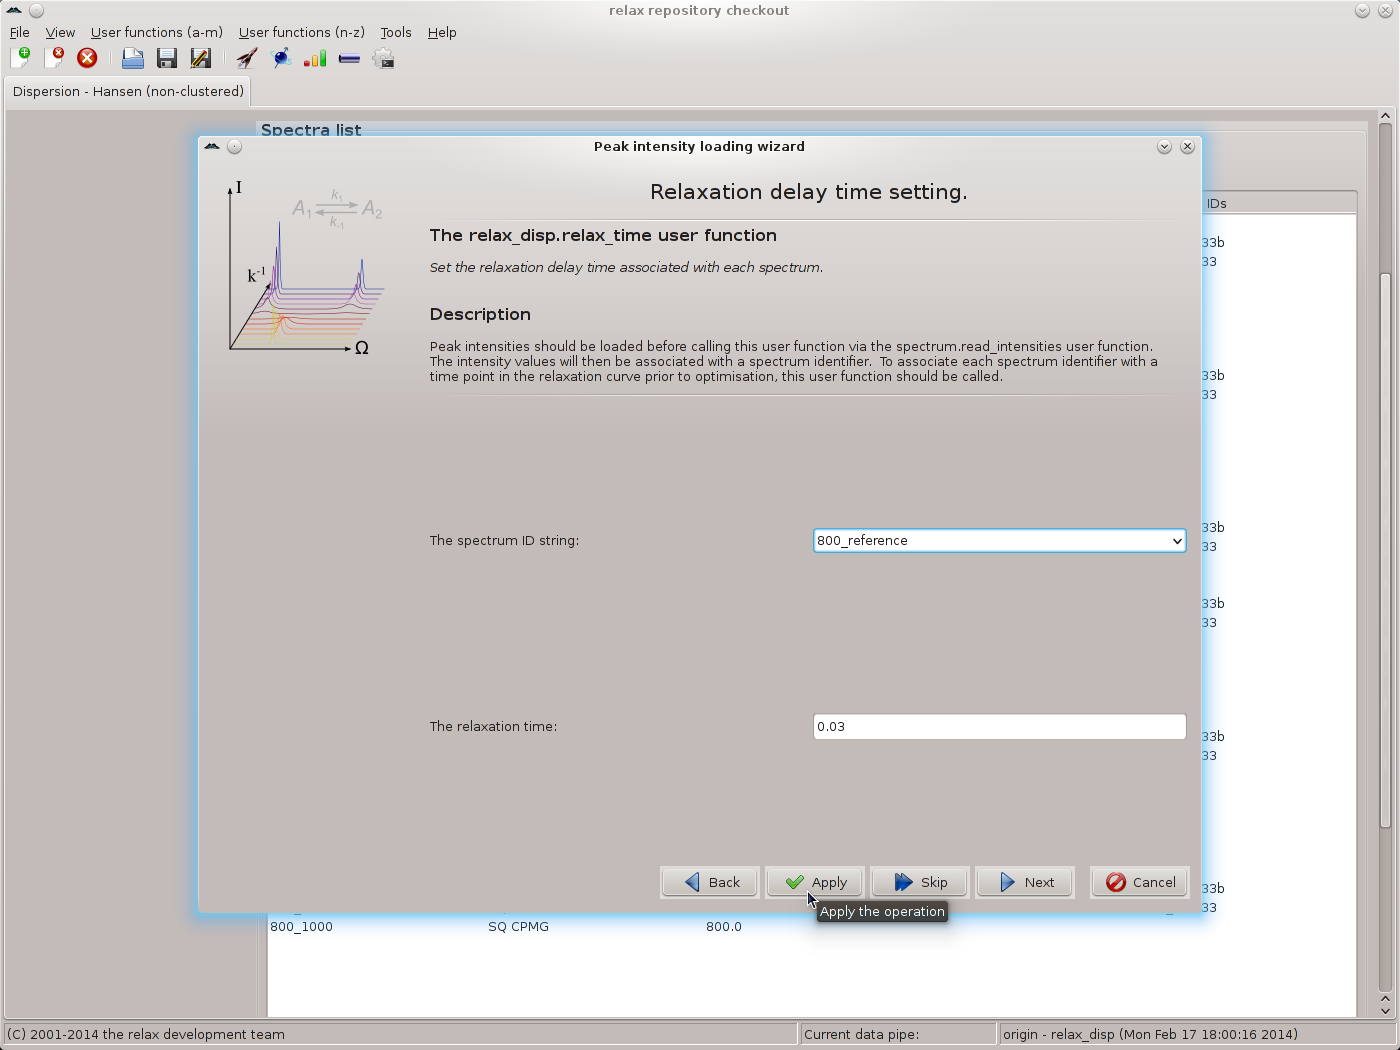 relax repository checkout
File View User functions (a-m) User functions (n-z) Tools Help
Dispersion - Hansen (non-clustered)
Spectra list
Peak intensity loading wizard
I
A1 k1 k-1 A2
k-1
Ω
Relaxation delay time setting.
The relax_disp.relax_time user function
Set the relaxation delay time associated with each spectrum.
Description
Peak intensities should be loaded before calling this user function via the spectrum.read_intensities user function.
The intensity values will then be associated with a spectrum identifier.  To associate each spectrum identifier with a
time point in the relaxation curve prior to optimisation, this user function should be called.
IDs
33b
33
33b
33
33b
33
33b
33
33b
33
33b
33
The spectrum ID string: 800_reference
The relaxation time: 0.03
Back Apply Skip Next Cancel
Apply the operation
800_1000 SQ CPMG 800.0
(C) 2001-2014 the relax development team Current data pipe: origin - relax_disp (Mon Feb 17 18:00:16 2014)